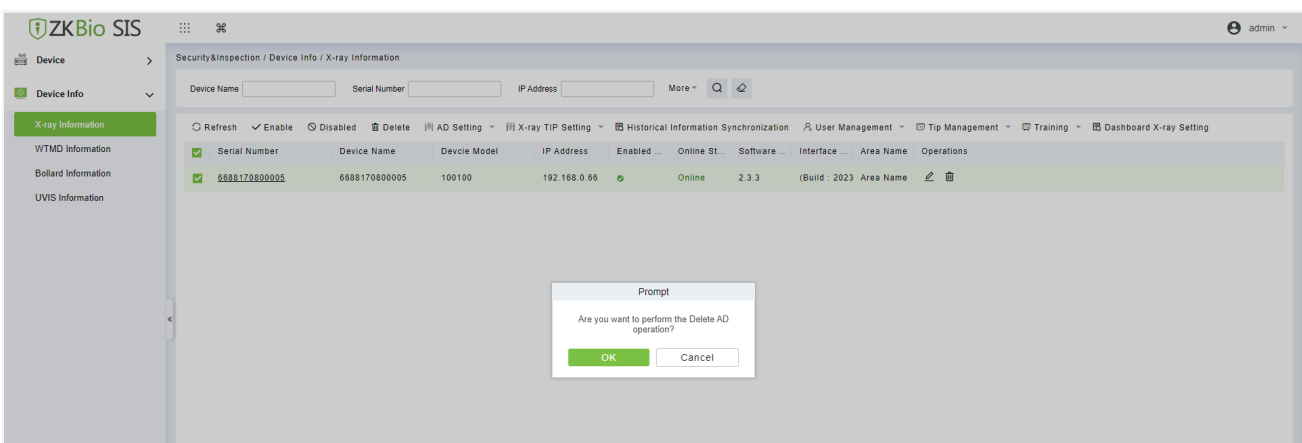 ZKBio SIS
admin
Device
Security&Inspection / Device Info / X-ray Information
Device Info
Device Name Serial Number IP Address More
X-ray Information
Refresh Enable Disabled Delete AD Setting X-ray TIP Setting Historical Information Synchronization User Management Tip Management Training Dashboard X-ray Setting
WTMD Information
Serial Number Device Name Devcie Model IP Address Enabled ... Online St... Software ... Interface ... Area Name Operations
Bollard Information
6688170800005 6688170800005 100100 192.168.0.66 Online 2.3.3 (Build : 2023 Area Name
UVIS Information
Prompt
Are you want to perform the Delete AD
operation?
OK Cancel